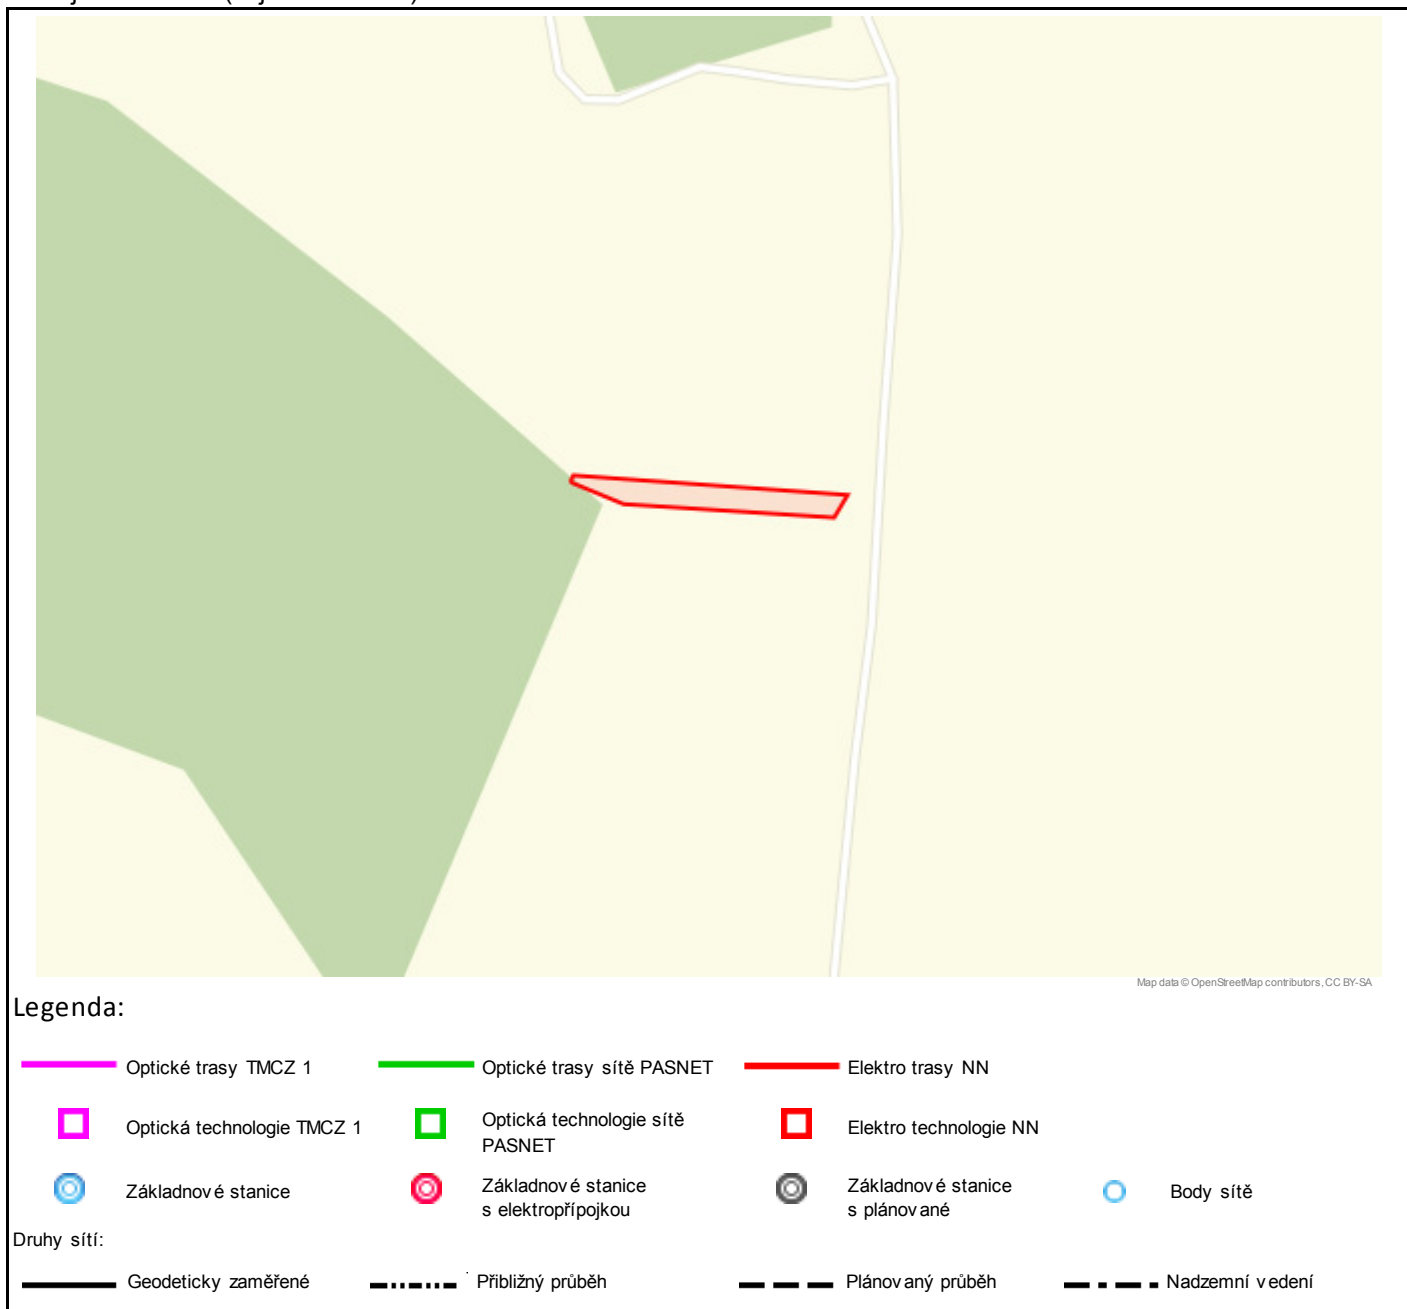 Map data © OpenStreetMap contributors, CC BY-SA
Legenda:
Optické trasy TMCZ 1
Optické trasy sítě PASNET
Elektro trasy NN
Optická technologie TMCZ 1
Optická technologie sítě
PASNET
Elektro technologie NN
Základnové stanice
Základnové stanice
s elektropřípojkou
Základnové stanice
s plánované
Body sítě
Druhy sítí:
Geodeticky zaměřené
Přibližný průběh
Plánovaný průběh
Nadzemní vedení